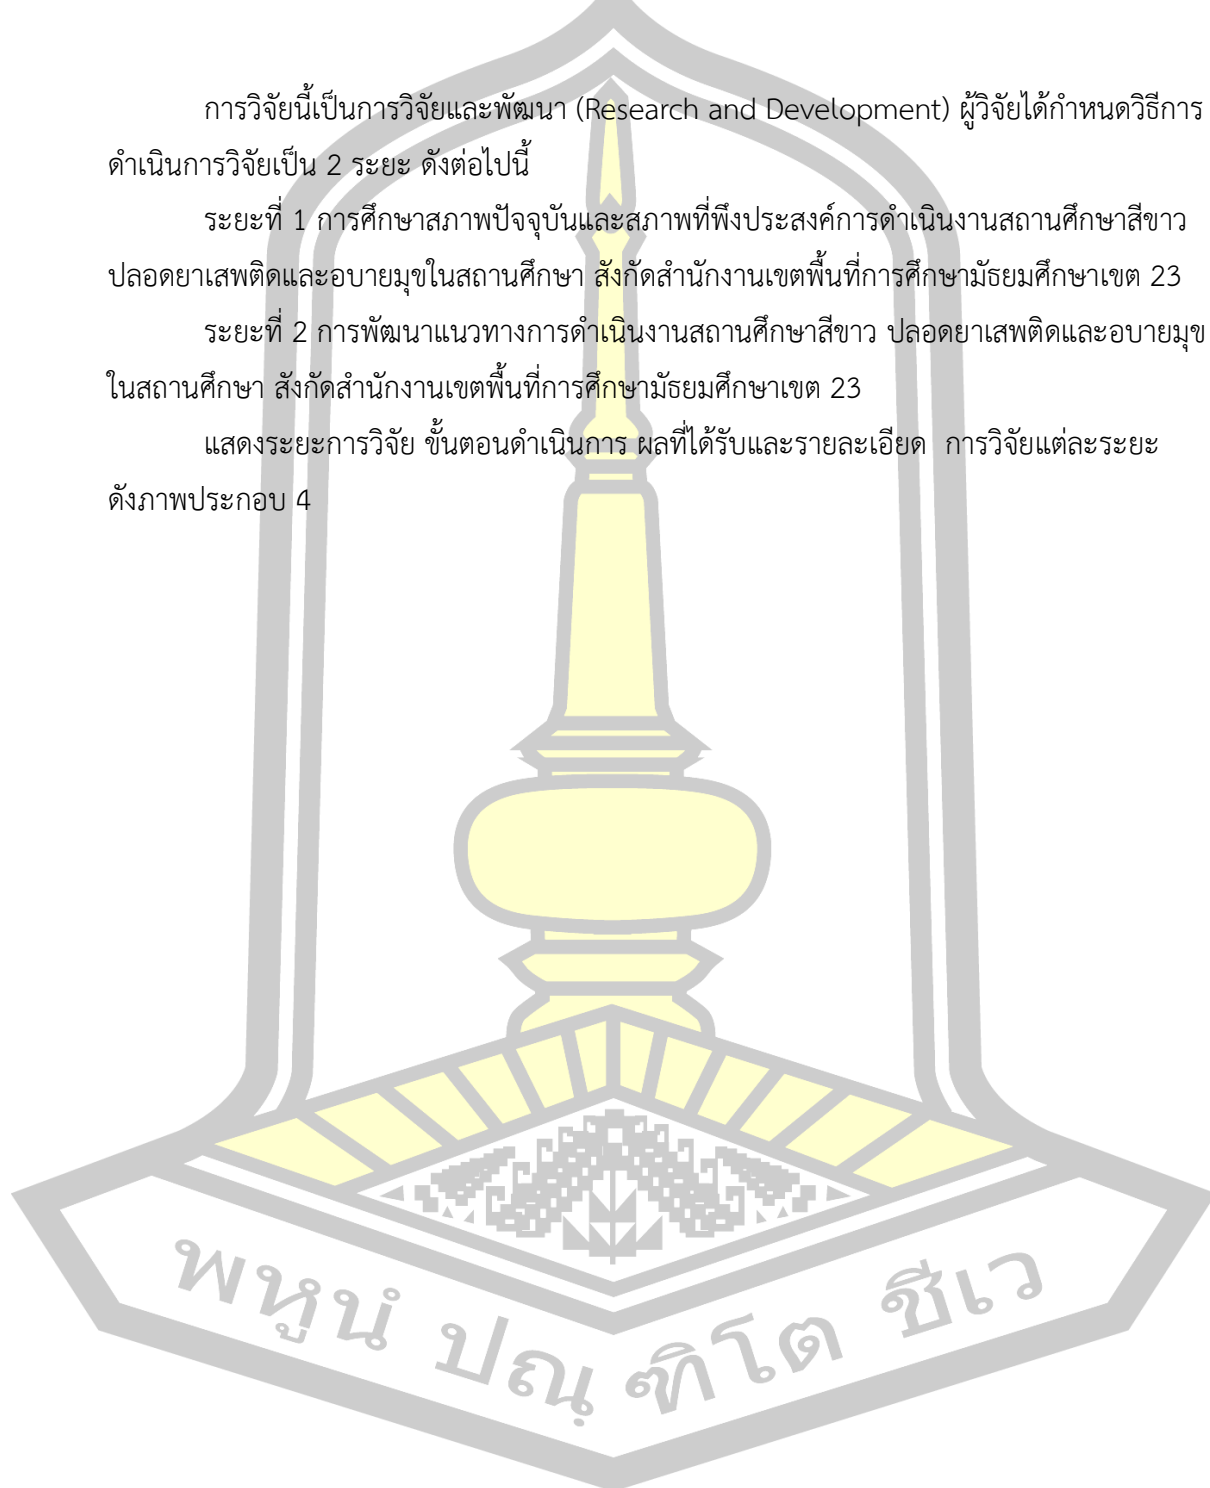 การวิจัยนี้เป็นการวิจัยและพัฒนา (Research and Development) ผู้วิจัยได้กำหนดวิธีการ
ดำเนินการวิจัยเป็น 2 ระยะ ดังต่อไปนี้
ระยะที่ 1 การศึกษาสภาพปัจจุบันและสภาพที่พึงประสงค์การดำเนินงานสถานศึกษาสีขาว
ปลอดยาเสพติดและอบายมุขในสถานศึกษา สังกัดสำนักงานเขตพื้นที่การศึกษามัธยมศึกษาเขต 23
ระยะที่ 2 การพัฒนาแนวทางการดำเนินงานสถานศึกษาสีขาว ปลอดยาเสพติดและอบายมุข
ในสถานศึกษา สังกัดสำนักงานเขตพื้นที่การศึกษามัธยมศึกษาเขต 23
แสดงระยะการวิจัย ขั้นตอนดำเนินการ ผลที่ได้รับและรายละเอียด การวิจัยแต่ละระยะ
ดังภาพประกอบ 4
พหูนํ ปณฺฑิโต ชีเว